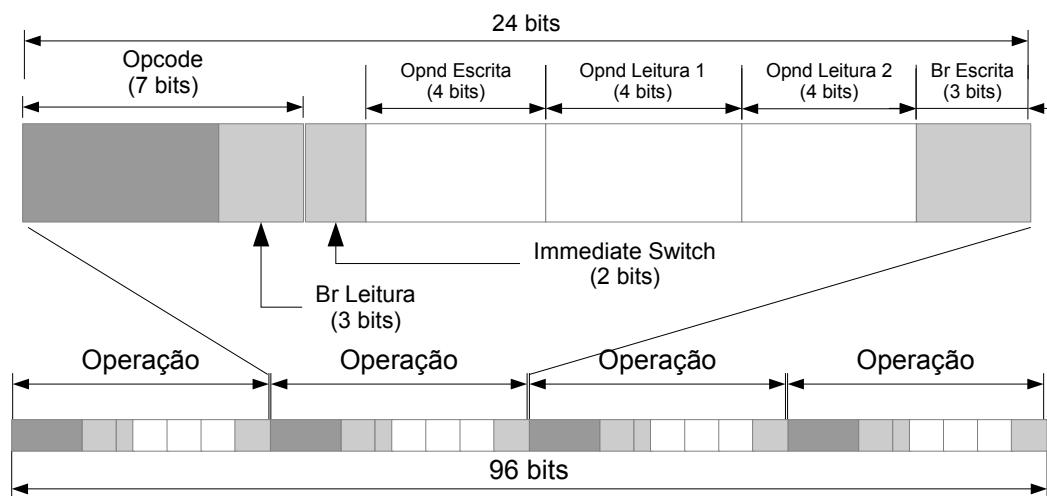 24 bits
Opcode
(7 bits)
Opnd Escrita
(4 bits)
Opnd Leitura 1
(4 bits)
Opnd Leitura 2
(4 bits)
Br Escrita
(3 bits)
Immediate Switch
(2 bits)
Br Leitura
(3 bits)
Operação
Operação
Operação
Operação
96 bits